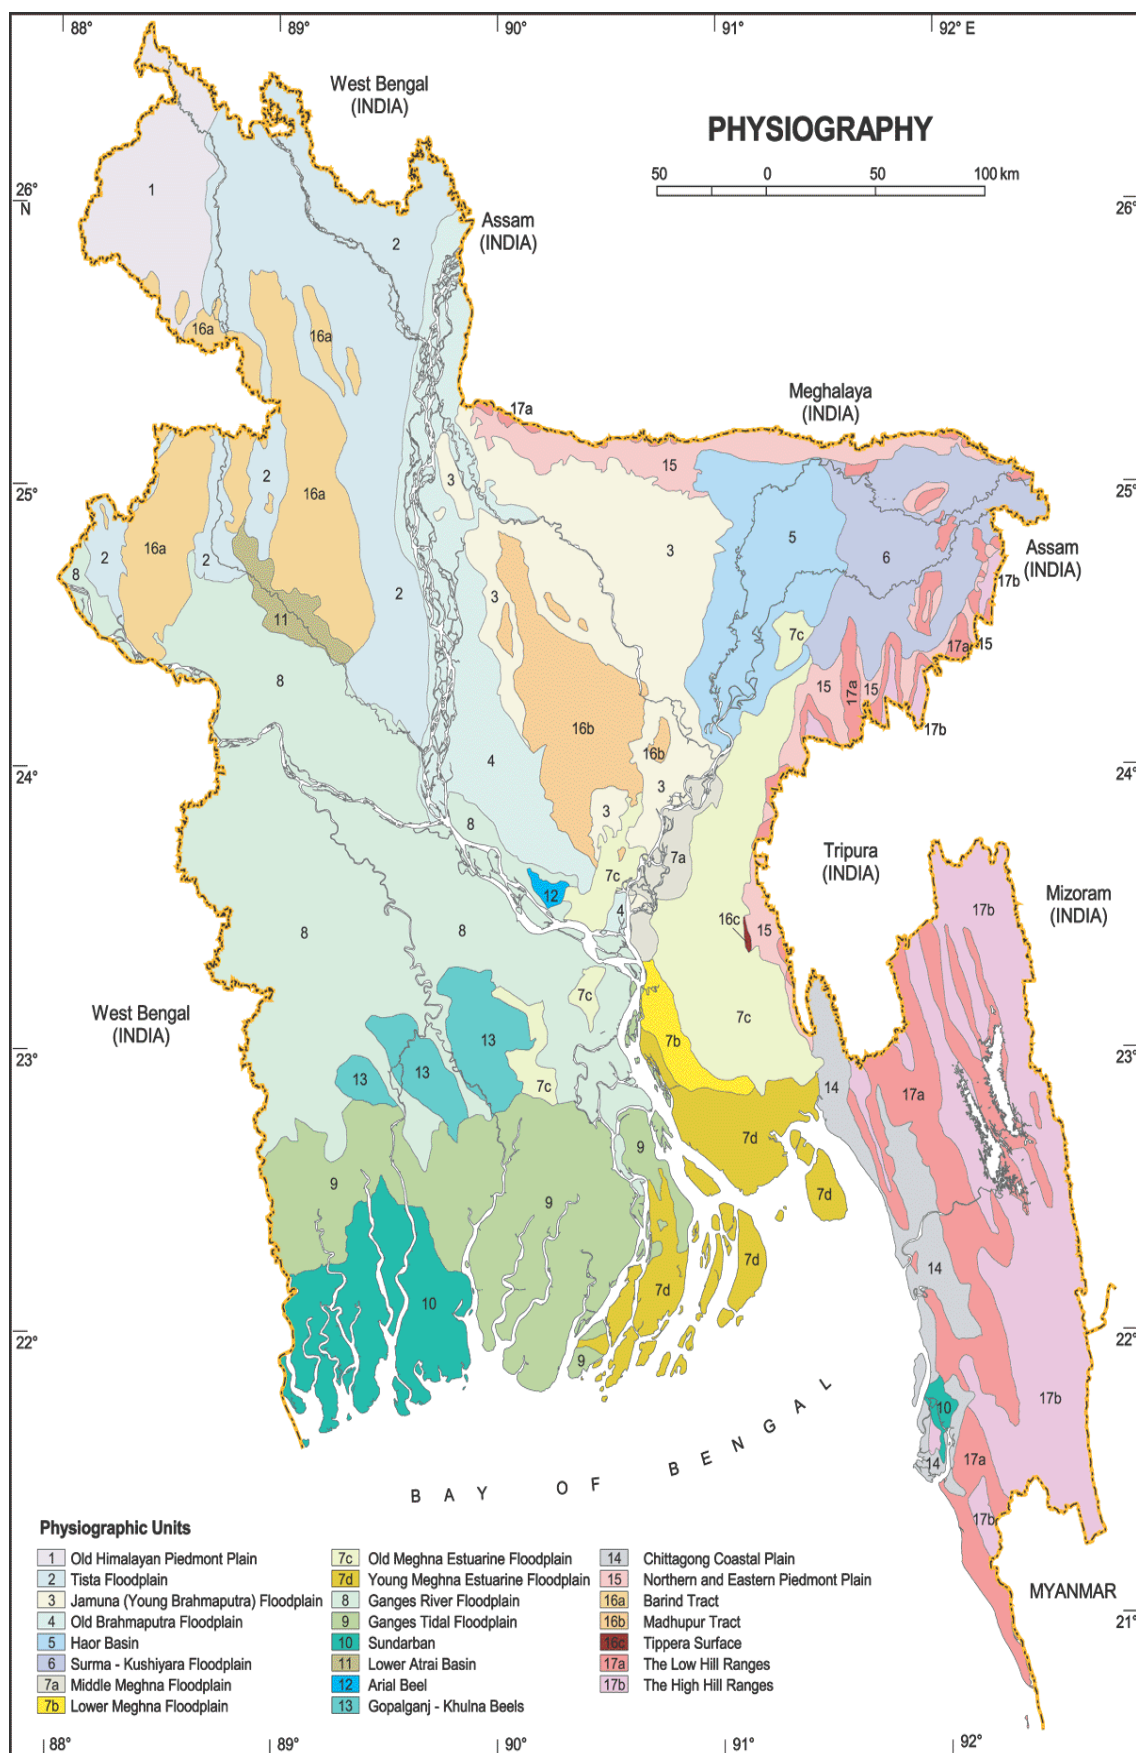 88° 89° 90° 91° 92° E
West Bengal
(INDIA)
PHYSIOGRAPHY
50 0 50 100 km
26°
N
26°
1
Assam
(INDIA)
2
16a
16a
Meghalaya
(INDIA)
17a
15
25°
25°
2
3
16a
3
5
6
Assam
(INDIA)
16a
2
2
8
17b
2
3
11
7c
17a
15
8
15
17a
15
16b
17b
16b
24°
24°
4
3
3
8
7a
Tripura
(INDIA)
7c
12
4
16c
15
17b
Mizoram
(INDIA)
8
8
7c
West Bengal
(INDIA)
14
7c
13
7b
23°
23°
13
13
7c
14
17a
7d
9
9
9
7d
7d
7d
14
10
22°
22°
9
17b
10
14
17a
17b
BAY OF BENGAL
MYANMAR
21°
Physiographic Units
1 Old Himalayan Piedmont Plain
2 Tista Floodplain
3 Jamuna (Young Brahmaputra) Floodplain
4 Old Brahmaputra Floodplain
5 Haor Basin
6 Surma - Kushiyara Floodplain
7a Middle Meghna Floodplain
7b Lower Meghna Floodplain
7c Old Meghna Estuarine Floodplain
7d Young Meghna Estuarine Floodplain
8 Ganges River Floodplain
9 Ganges Tidal Floodplain
10 Sundarban
11 Lower Atrai Basin
12 Arial Beel
13 Gopalganj - Khulna Beels
14 Chittagong Coastal Plain
15 Northern and Eastern Piedmont Plain
16a Barind Tract
16b Madhupur Tract
16c Tippera Surface
17a The Low Hill Ranges
17b The High Hill Ranges
88° 89° 90° 91° 92°